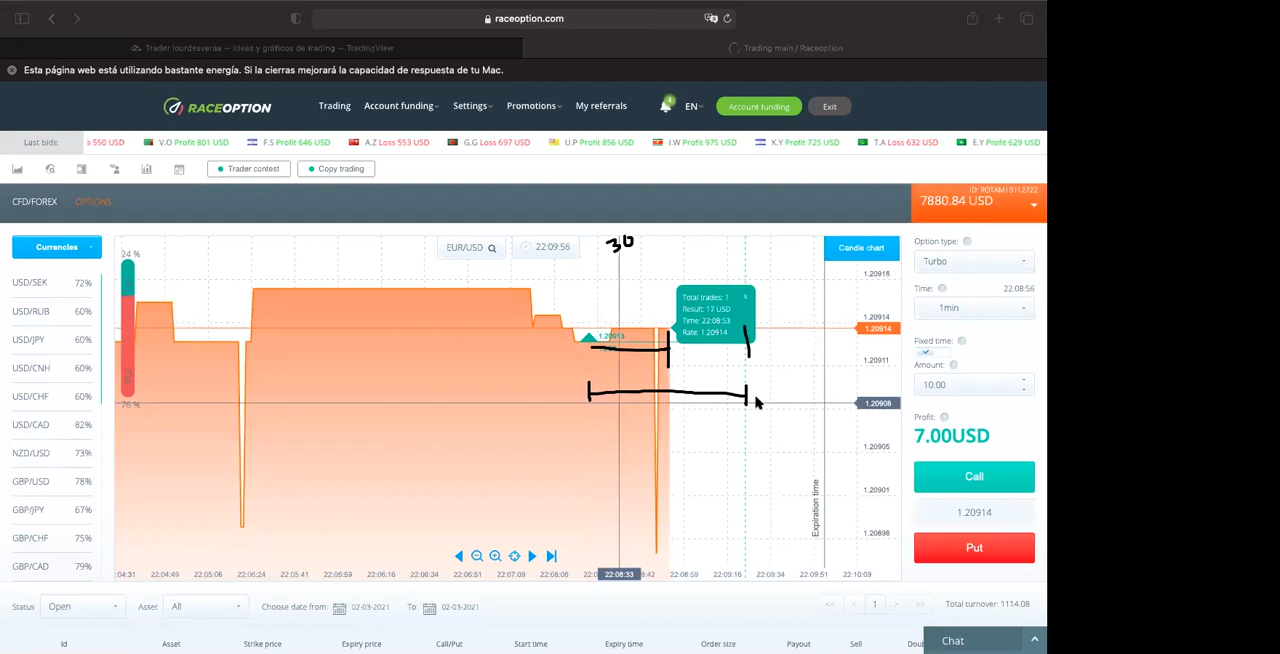 raceoption.com
Trader lourdesveraa — Ideas y gráficos de trading — TradingView
Trading main / Raceoption
Esta página web está utilizando bastante energía. Si la cierras mejorará la capacidad de respuesta de tu Mac.
RACEOPTION Trading Account funding Settings Promotions My referrals 4 EN Account funding Exit
Last bids: s 550 USD V.O Profit 801 USD F.S Profit 646 USD A.Z Loss 553 USD G.G Loss 697 USD U.P Profit 856 USD I.W Profit 975 USD K.Y Profit 725 USD T.A Loss 632 USD E.Y Profit 629 USD
Trader contest Copy trading
CFD/FOREX OPTIONS
7880.84 USD
Currencies
24 %
EUR/USD 22:09:56
Candle chart
Option type:
Turbo
Time: 22:08:56
1min
Fixed time:
Amount:
10.00
Profit:
7.00USD
Call
1.20914
Put
USD/SEK 72%
USD/RUB 60%
USD/JPY 60%
USD/CNH 60%
USD/CHF 60%
USD/CAD 82%
NZD/USD 73%
GBP/USD 78%
GBP/JPY 67%
GBP/CHF 75%
GBP/CAD 79%
76 %
Total trades: 1 x
Result: 17 USD
Time: 22:08:53
Rate: 1.20914
1.20913
1.20918
1.20914
1.20914
1.20911
1.20908
1.20905
1.20901
1.20898
Expiration time
:04:31 22:04:49 22:05:06 22:05:24 22:05:41 22:05:59 22:06:16 22:06:34 22:06:51 22:07:09 22:08:08 22:08:33 :42 22:08:59 22:09:16 22:09:34 22:09:51 22:10:09
Status Open Asset All Choose date from: 02-03-2021 To: 02-03-2021 << < 1 > >> Total turnover: 1114.08
Id Asset Strike price Expiry price Call/Put Start time Expiry time Order size Payout Sell Doub
Chat